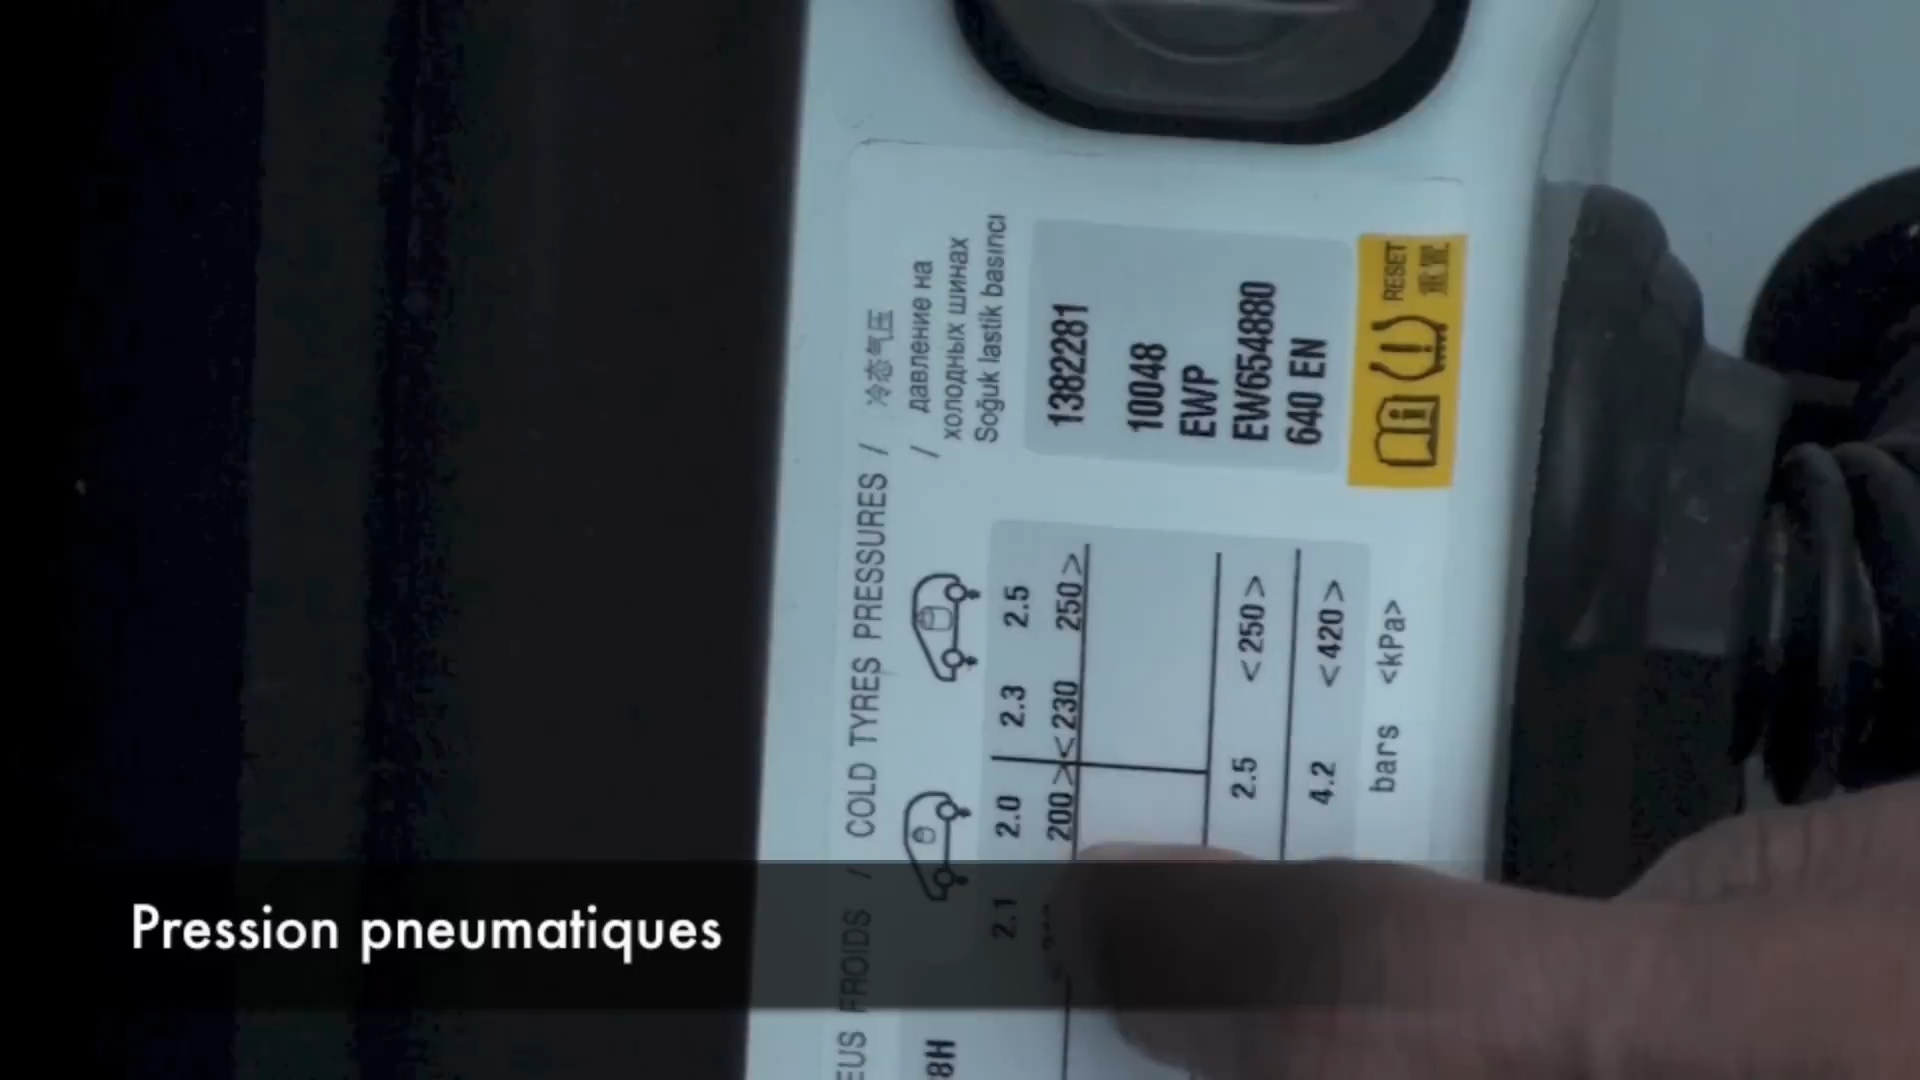 EUS FROIDS / COLD TYRES PRESSURES / 冷态气压
/ давление на
холодных шинах
Soğuk lastik basıncı
8H
2.1 2.0 2.3 2.5
200> <230 250>
2.5 <250>
4.2 <420>
bars <kPa>
1382281
10048
EWP
EW654880
640 EN
RESET
重置
Pression pneumatiques